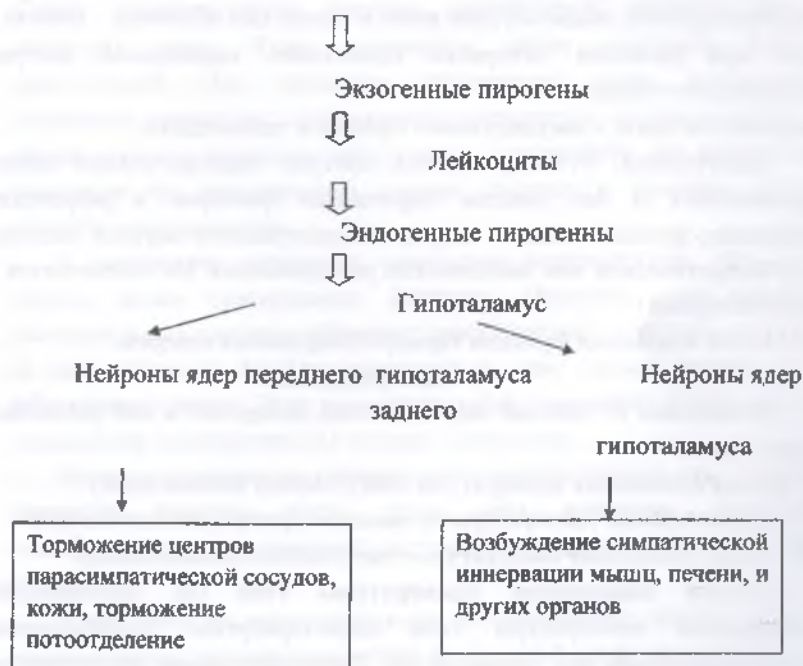 Экзогенные пирогены
Лейкоциты
Эндогенные пирогенны
Гипоталамус
Нейроны ядер переднего гипоталамуса Нейроны ядер
заднего
гипоталамуса
Торможение центров
парасимпатической сосудов,
кожи, торможение
потоотделение
Возбуждение симпатической
иннервации мышц, печени, и
других органов